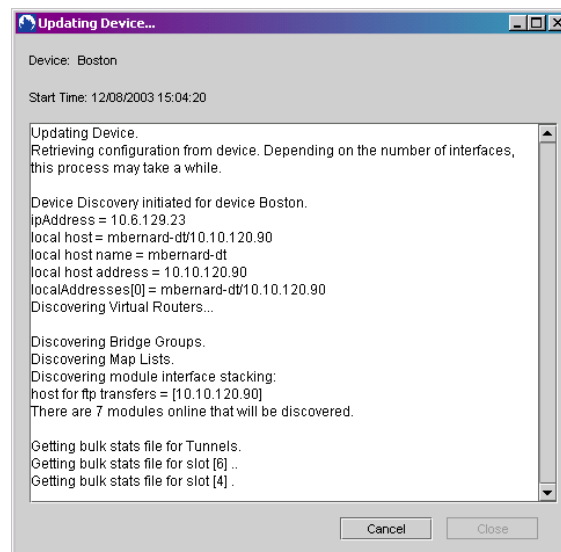 Updating Device...
Device: Boston
Start Time: 12/08/2003 15:04:20
Updating Device.
Retrieving configuration from device. Depending on the number of interfaces,
this process may take a while.
Device Discovery initiated for device Boston.
ipAddress = 10.6.129.23
local host = mbernard-dt/10.10.120.90
local host name = mbernard-dt
local host address = 10.10.120.90
localAddresses[0] = mbernard-dt/10.10.120.90
Discovering Virtual Routers...
Discovering Bridge Groups.
Discovering Map Lists.
Discovering module interface stacking:
host for ftp transfers = [10.10.120.90]
There are 7 modules online that will be discovered.
Getting bulk stats file for Tunnels.
Getting bulk stats file for slot [6] ..
Getting bulk stats file for slot [4] .
Cancel Close